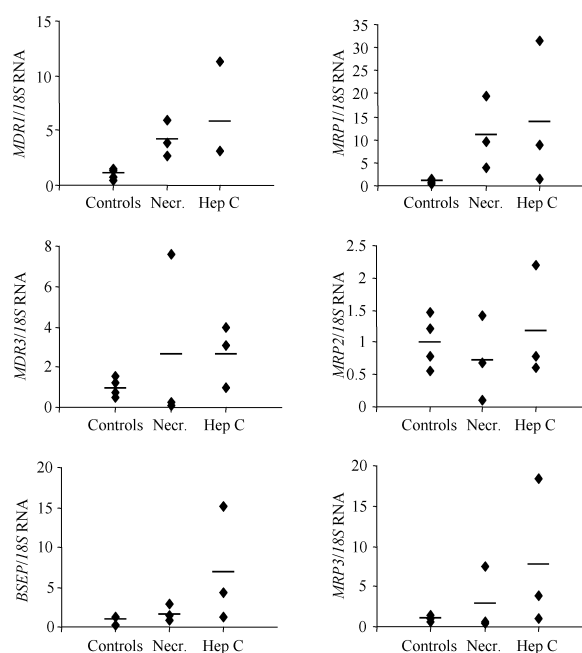 MDR1/18S RNA
15
10
5
0
Controls Necr. Hep C
MRP1/18S RNA
35
30
25
20
15
10
5
0
Controls Necr. Hep C
MDR3/18S RNA
8
6
4
2
0
Controls Necr. Hep C
MRP2/18S RNA
2.5
2
1.5
1
0.5
0
Controls Necr. Hep C
BSEP/18S RNA
20
15
10
5
0
Controls Necr. Hep C
MRP3/18S RNA
20
15
10
5
0
Controls Necr. Hep C